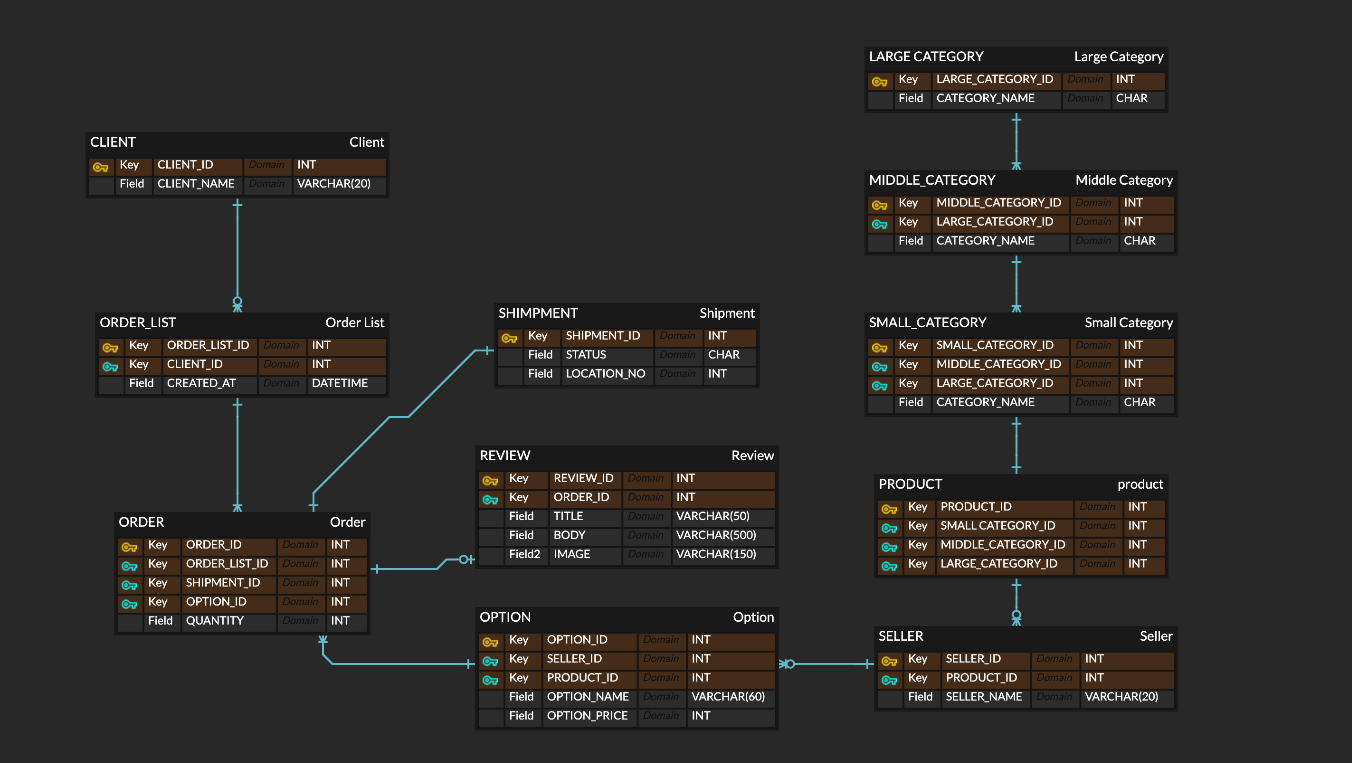 LARGE CATEGORY Large Category
Key LARGE_CATEGORY_ID Domain INT
Field CATEGORY_NAME Domain CHAR
CLIENT Client
Key CLIENT_ID Domain INT
Field CLIENT_NAME Domain VARCHAR(20)
MIDDLE_CATEGORY Middle Category
Key MIDDLE_CATEGORY_ID Domain INT
Key LARGE_CATEGORY_ID Domain INT
Field CATEGORY_NAME Domain CHAR
ORDER_LIST Order List
Key ORDER_LIST_ID Domain INT
Key CLIENT_ID Domain INT
Field CREATED_AT Domain DATETIME
SHIMPMENT Shipment
Key SHIPMENT_ID Domain INT
Field STATUS Domain CHAR
Field LOCATION_NO Domain INT
SMALL_CATEGORY Small Category
Key SMALL_CATEGORY_ID Domain INT
Key MIDDLE_CATEGORY_ID Domain INT
Key LARGE_CATEGORY_ID Domain INT
Field CATEGORY_NAME Domain CHAR
REVIEW Review
Key REVIEW_ID Domain INT
Key ORDER_ID Domain INT
Field TITLE Domain VARCHAR(50)
Field BODY Domain VARCHAR(500)
Field2 IMAGE Domain VARCHAR(150)
PRODUCT product
Key PRODUCT_ID Domain INT
Key SMALL CATEGORY_ID Domain INT
Key MIDDLE_CATEGORY_ID Domain INT
Key LARGE_CATEGORY_ID Domain INT
ORDER Order
Key ORDER_ID Domain INT
Key ORDER_LIST_ID Domain INT
Key SHIPMENT_ID Domain INT
Key OPTION_ID Domain INT
Field QUANTITY Domain INT
OPTION Option
Key OPTION_ID Domain INT
Key SELLER_ID Domain INT
Key PRODUCT_ID Domain INT
Field OPTION_NAME Domain VARCHAR(60)
Field OPTION_PRICE Domain INT
SELLER Seller
Key SELLER_ID Domain INT
Key PRODUCT_ID Domain INT
Field SELLER_NAME Domain VARCHAR(20)